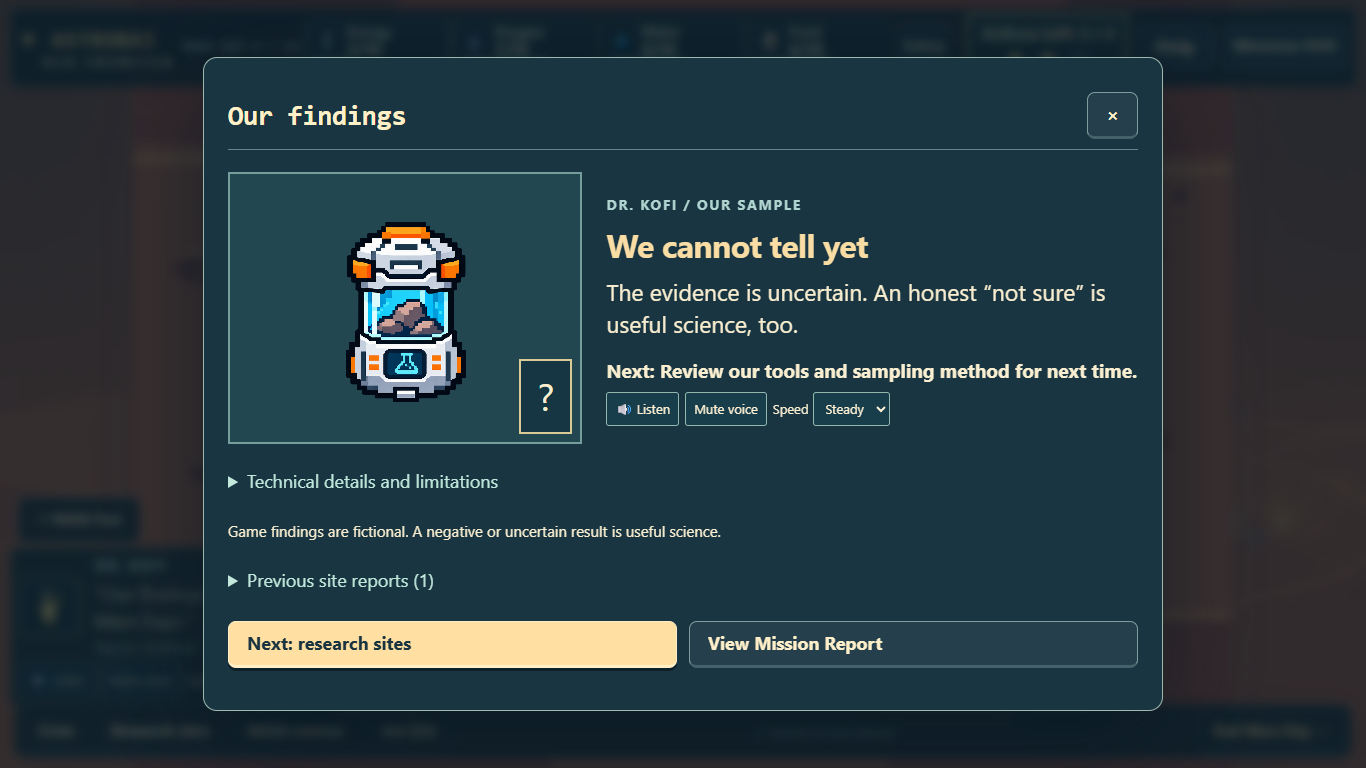 Our findings
×
DR. KOFI / OUR SAMPLE
We cannot tell yet
The evidence is uncertain. An honest “not sure” is
useful science, too.
Next: Review our tools and sampling method for next time.
Listen
Mute voice
Speed
Steady
?
Technical details and limitations
Game findings are fictional. A negative or uncertain result is useful science.
Previous site reports (1)
Next: research sites
View Mission Report